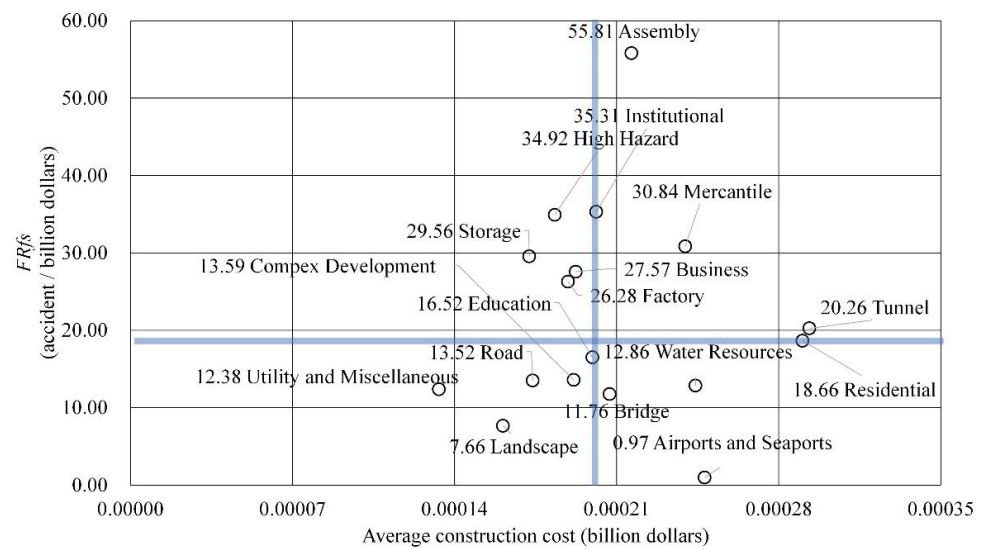 60.00
55.81 Assembly
50.00
35.31 Institutional
34.92 High Hazard
40.00
30.84 Mercantile
FRfs
(accident / billion dollars)
29.56 Storage
30.00
13.59 Compex Development
27.57 Business
26.28 Factory
16.52 Education
20.26 Tunnel
20.00
13.52 Road
12.86 Water Resources
12.38 Utility and Miscellaneous
18.66 Residential
10.00
11.76 Bridge
7.66 Landscape
0.97 Airports and Seaports
0.00
0.00000 0.00007 0.00014 0.00021 0.00028 0.00035
Average construction cost (billion dollars)